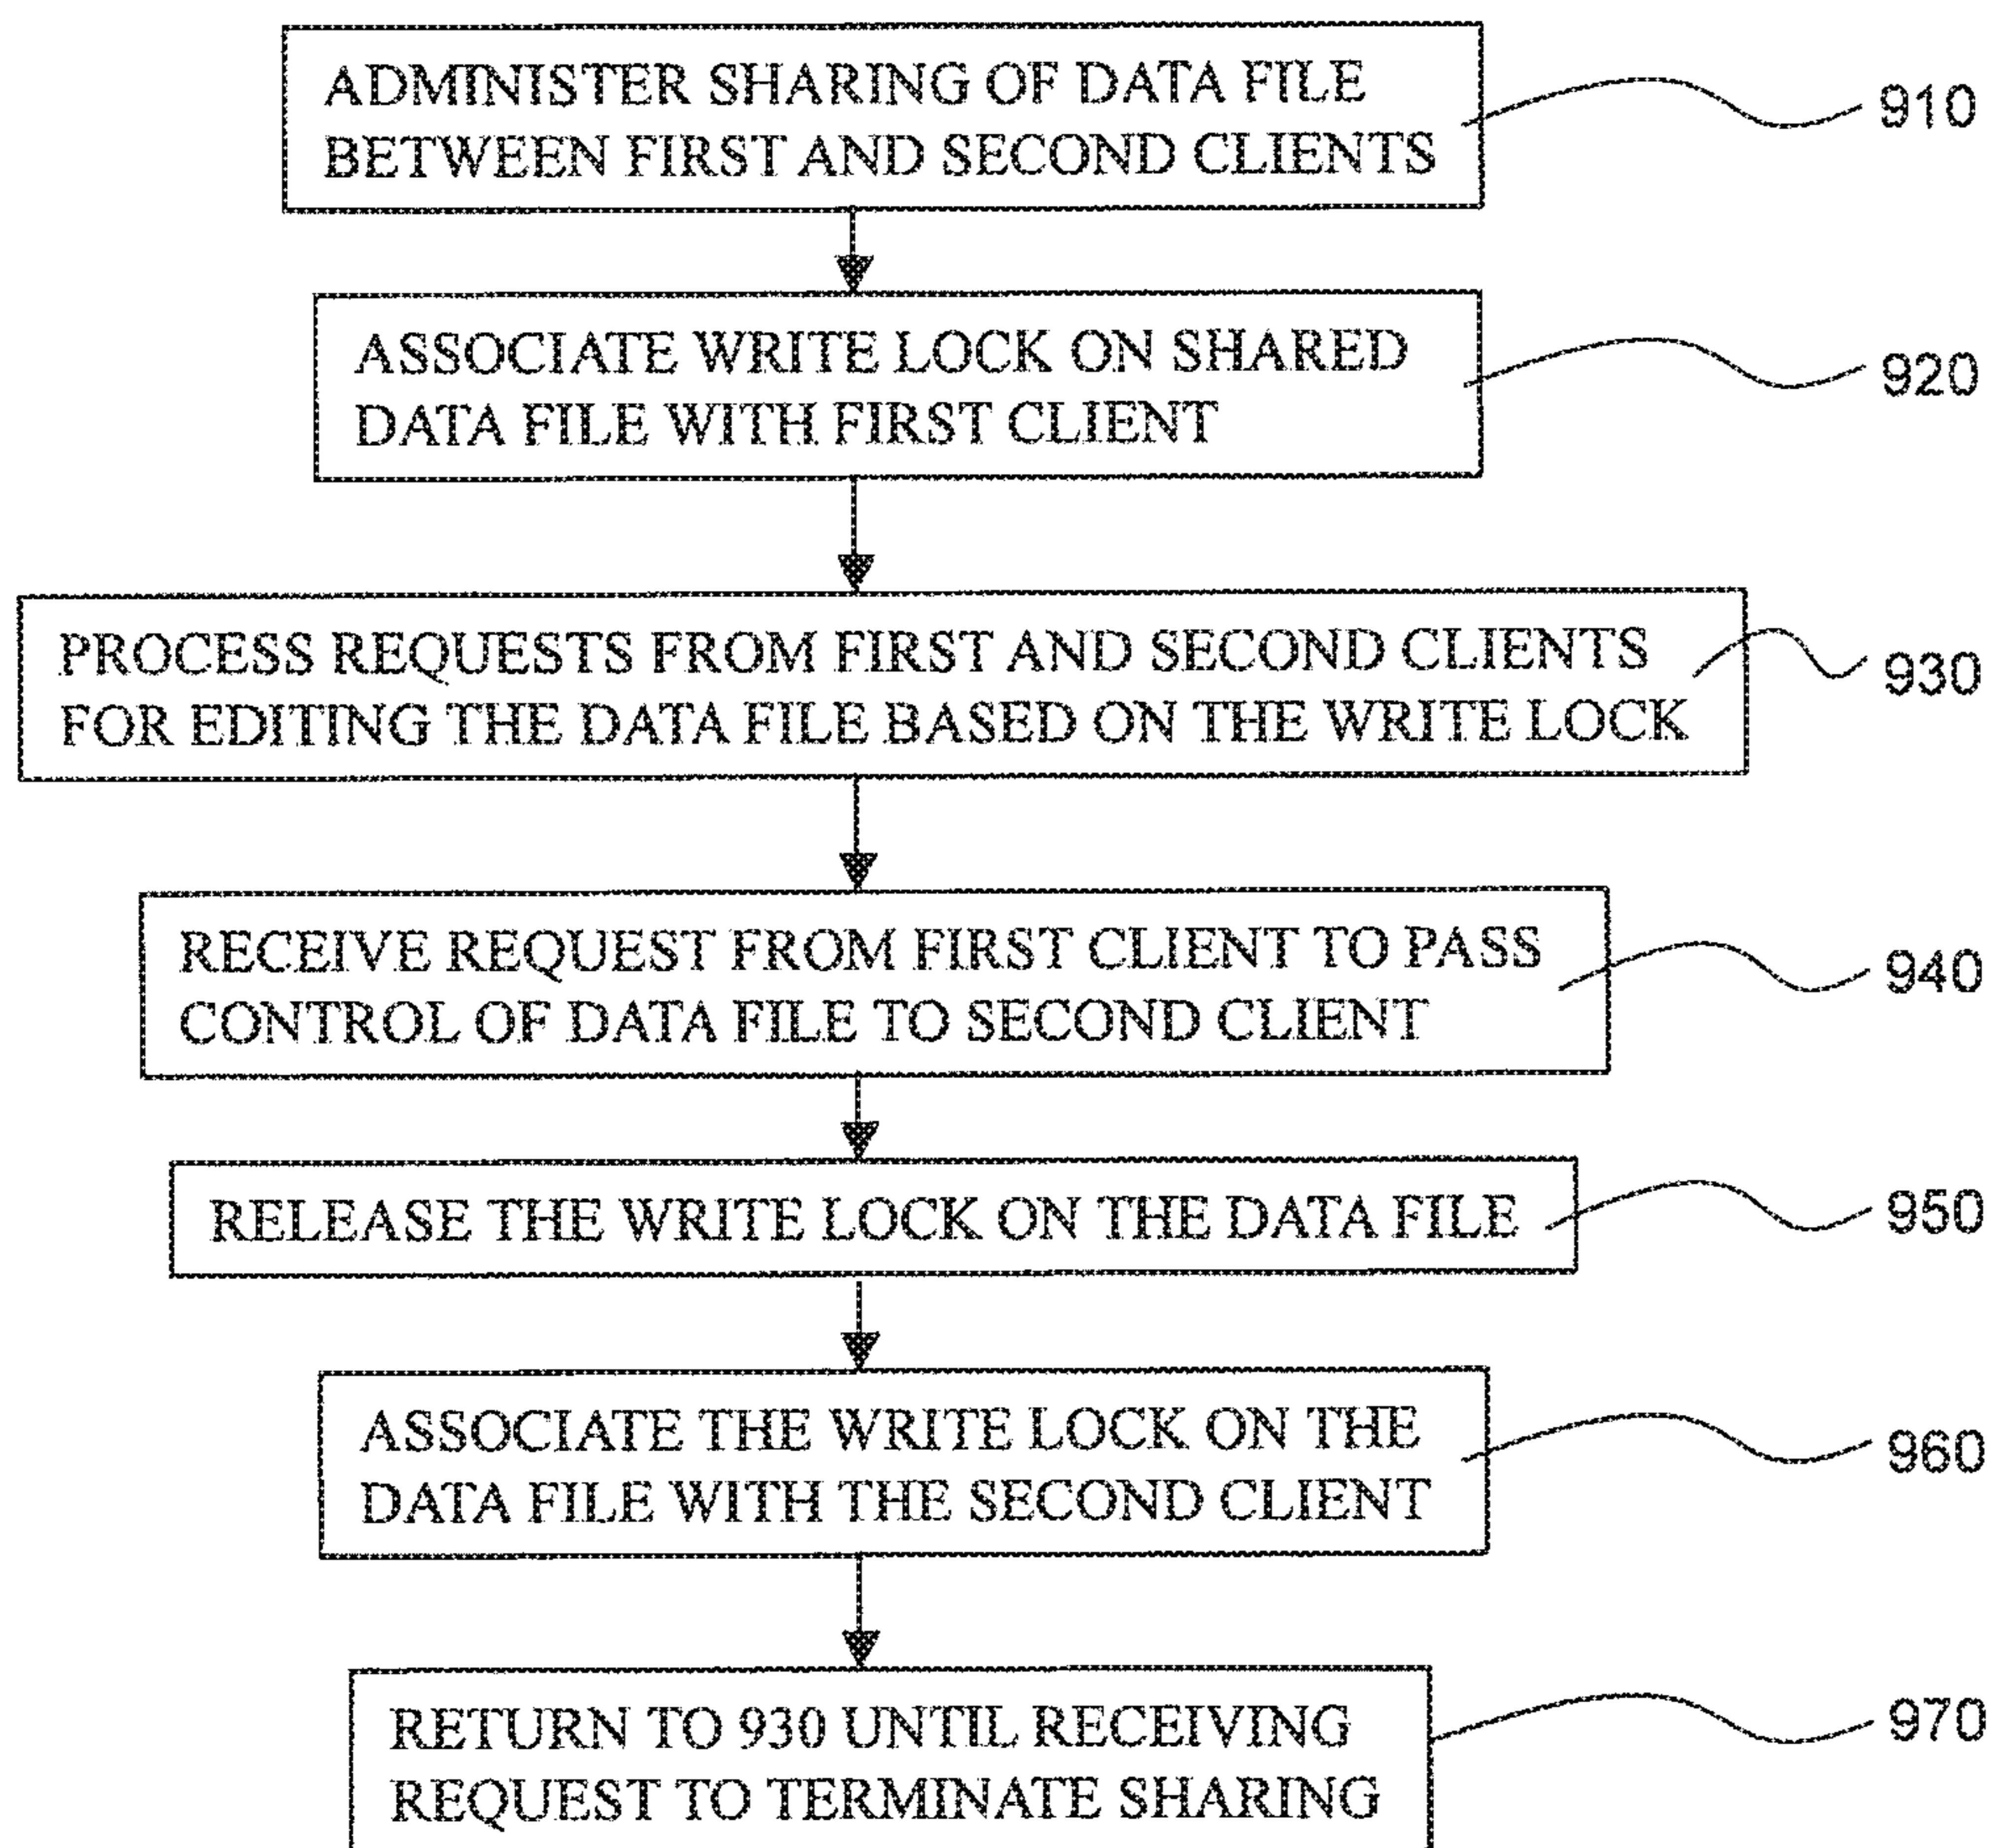 ADMINISTER SHARING OF DATA FILE
BETWEEN FIRST AND SECOND CLIENTS
910
ASSOCIATE WRITE LOCK ON SHARED
DATA FILE WITH FIRST CLIENT
920
PROCESS REQUESTS FROM FIRST AND SECOND CLIENTS
FOR EDITING THE DATA FILE BASED ON THE WRITE LOCK
930
RECEIVE REQUEST FROM FIRST CLIENT TO PASS
CONTROL OF DATA FILE TO SECOND CLIENT
940
RELEASE THE WRITE LOCK ON THE DATA FILE
950
ASSOCIATE THE WRITE LOCK ON THE
DATA FILE WITH THE SECOND CLIENT
960
RETURN TO 930 UNTIL RECEIVING
REQUEST TO TERMINATE SHARING
970